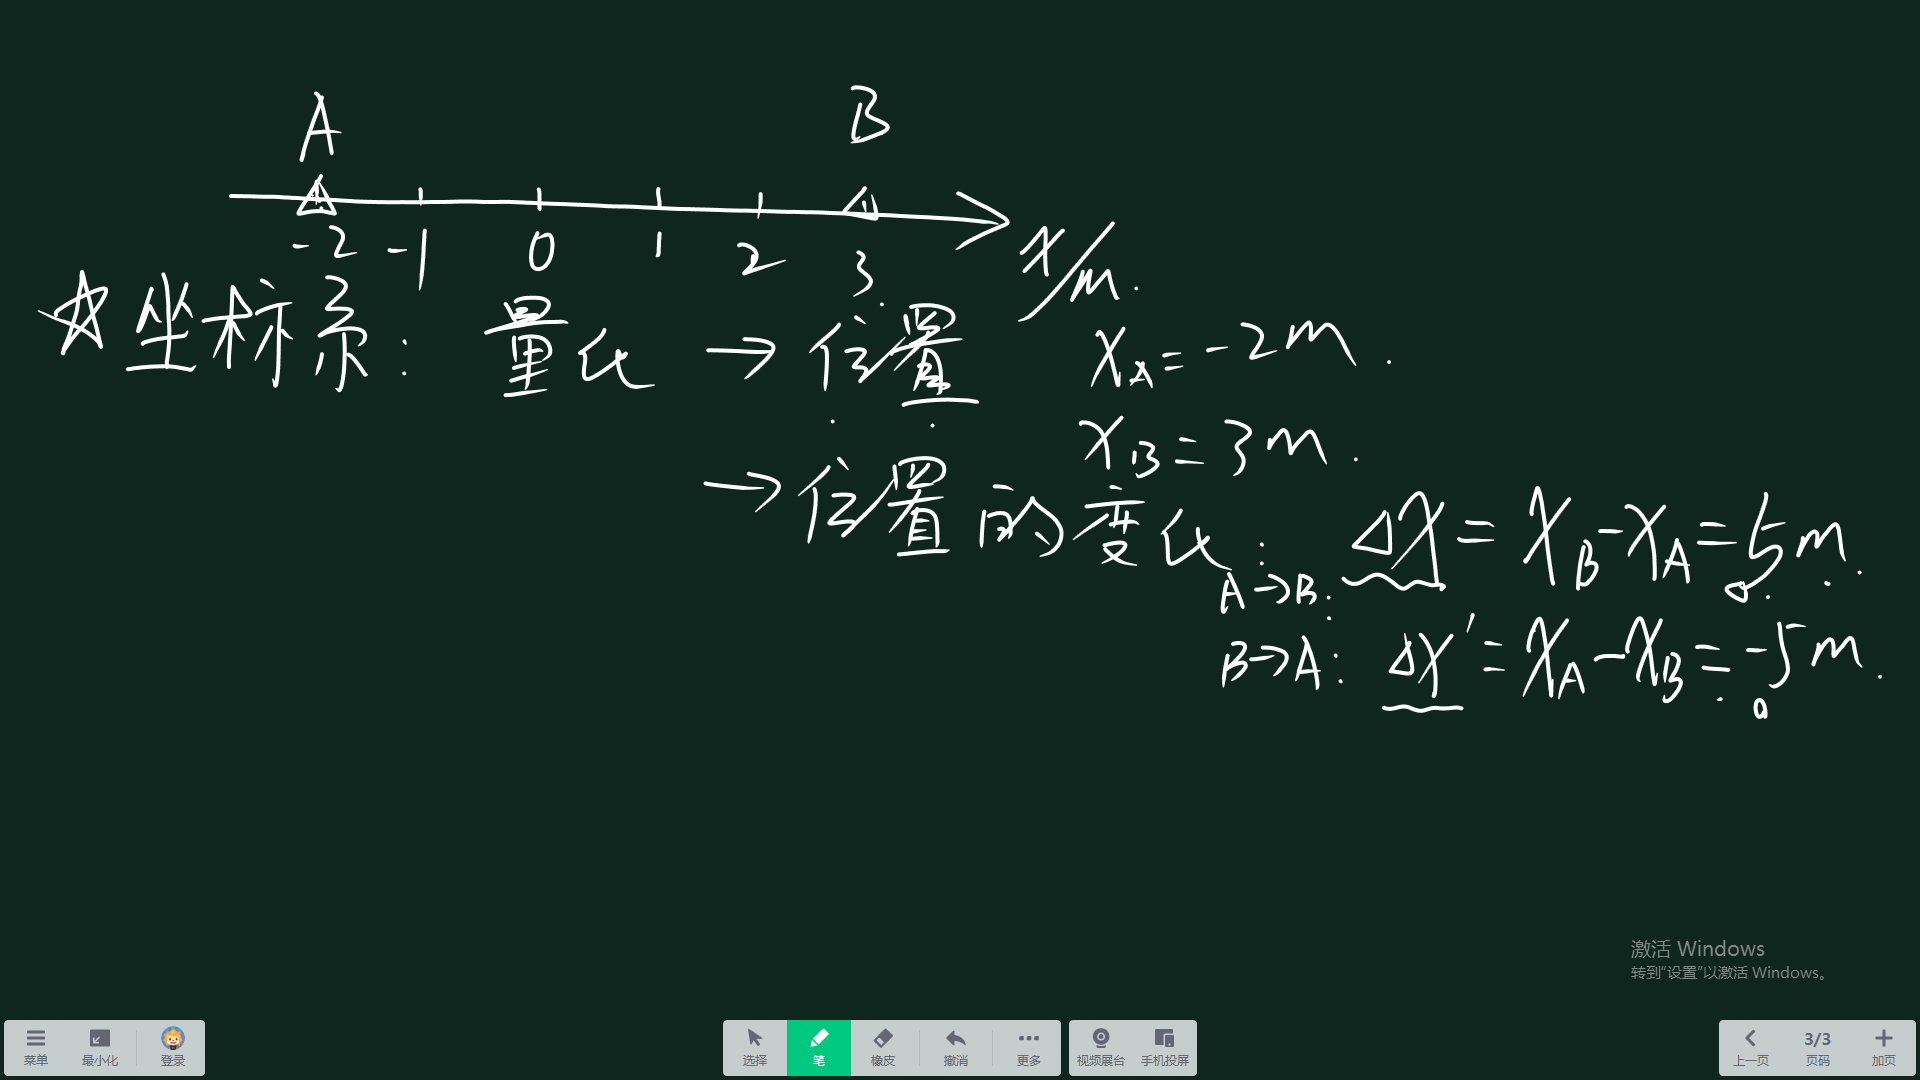 A B
-2 -1 0 1 2 3 x/m.
☆坐标系: 量化 → 位置 x_A = -2m.
x_B = 3m.
→ 位置的变化: Δx = x_B - x_A = 5m.
A→B:
B→A: Δx' = x_A - x_B = -5m.
激活 Windows
转到“设置”以激活 Windows。
菜单 最小化 登录 选择 笔 橡皮 撤消 更多 视频展台 手机投屏 上一页 3/3 页码 加页